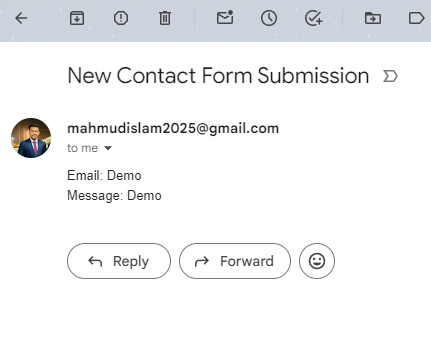 New Contact Form Submission
mahmudislam2025@gmail.com
to me
Email: Demo
Message: Demo
Reply
Forward